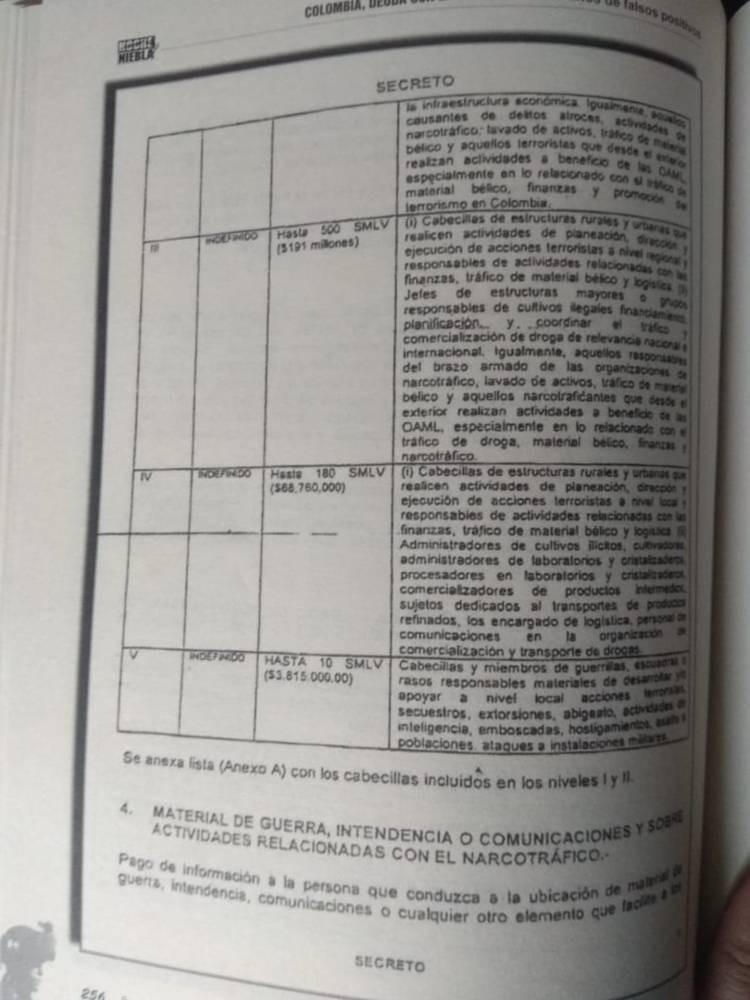 COLOMBIA, DEUDA de falsos positivos
NOCHE
NIEBLA
SECRETO
la infraestructura económica. Igualmente, aquellos
causantes de delitos atroces, actividades de
narcotráfico, lavado de activos, tráfico de material
bélico y aquellos terroristas que desde el exterior
realizan actividades a beneficio de las OAML,
especialmente en lo relacionado con el tráfico de
material bélico, finanzas y promoción del
terrorismo en Colombia.
III INDEFINIDO Hasta 500 SMLV
($191 millones)
(i) Cabecillas de estructuras rurales y urbanas que
realicen actividades de planeación, dirección y
ejecución de acciones terroristas a nivel regional y
responsables de actividades relacionadas con las
finanzas, tráfico de material bélico y logística (ii)
Jefes de estructuras mayores o grupos
responsables de cultivos ilegales financiamiento,
planificación, y coordinar el tráfico y
comercialización de droga de relevancia nacional e
internacional. Igualmente, aquellos responsables
del brazo armado de las organizaciones de
narcotráfico, lavado de activos, tráfico de material
bélico y aquellos narcotraficantes que desde el
exterior realizan actividades a beneficio de las
OAML, especialmente en lo relacionado con el
tráfico de droga, material bélico, finanzas y
narcotráfico.
IV INDEFINIDO Hasta 180 SMLV
($68,760,000)
(i) Cabecillas de estructuras rurales y urbanas que
realicen actividades de planeación, dirección y
ejecución de acciones terroristas a nivel local y
responsables de actividades relacionadas con las
finanzas, tráfico de material bélico y logística (ii)
Administradores de cultivos ilícitos, cultivadores,
administradores de laboratorios y cristalizaderos,
procesadores en laboratorios y cristalizaderos,
comercializadores de productos intermedios,
sujetos dedicados al transportes de productos
refinados, los encargado de logística, personal de
comunicaciones en la organización de
comercialización y transporte de drogas.
V INDEFINIDO HASTA 10 SMLV
($3.815.000.00)
Cabecillas y miembros de guerrillas, escuadras o
rasos responsables materiales de desarrollar y/o
apoyar a nivel local acciones terroristas,
secuestros, extorsiones, abigeato, actividades de
inteligencia, emboscadas, hostigamientos, asalto a
poblaciones, ataques a instalaciones militares.
Se anexa lista (Anexo A) con los cabecillas incluidos en los niveles I y II.
4. MATERIAL DE GUERRA, INTENDENCIA O COMUNICACIONES Y SOBRE
ACTIVIDADES RELACIONADAS CON EL NARCOTRÁFICO.-
Pago de información a la persona que conduzca a la ubicación de material de
guerra, intendencia, comunicaciones o cualquier otro elemento que facilite a los
SECRETO
256